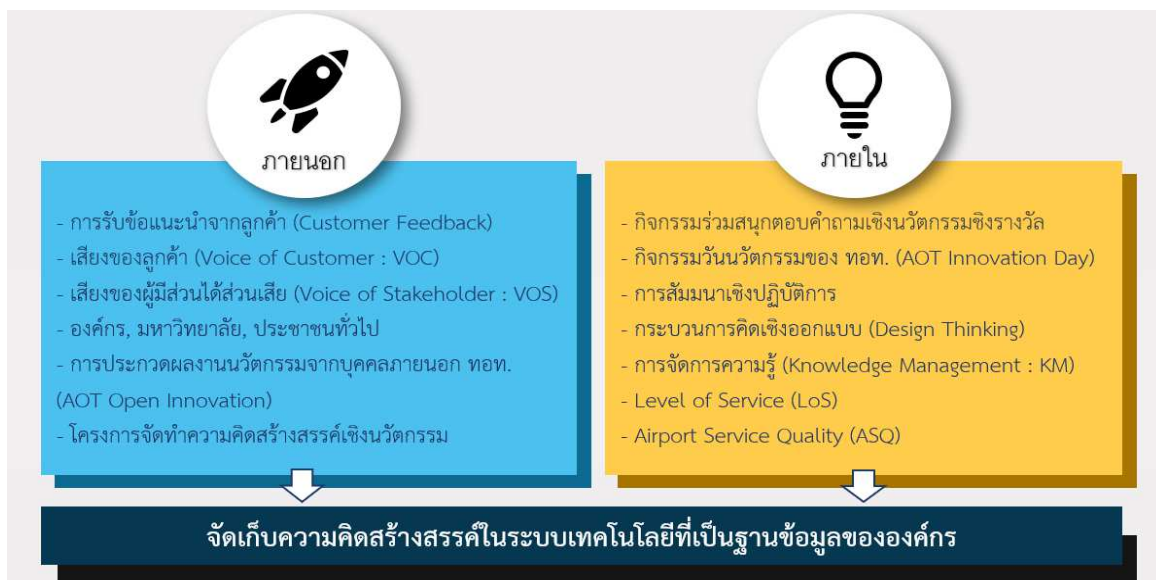 ภายนอก
- การรับข้อแนะนำจากลูกค้า (Customer Feedback)
- เสียงของลูกค้า (Voice of Customer : VOC)
- เสียงของผู้มีส่วนได้ส่วนเสีย (Voice of Stakeholder : VOS)
- องค์กร, มหาวิทยาลัย, ประชาชนทั่วไป
- การประกวดผลงานนวัตกรรมจากบุคคลภายนอก ทอท.
(AOT Open Innovation)
- โครงการจัดทำความคิดสร้างสรรค์เชิงนวัตกรรม
ภายใน
- กิจกรรมร่วมสนุกตอบคำถามเชิงนวัตกรรมชิงรางวัล
- กิจกรรมวันนวัตกรรมของ ทอท. (AOT Innovation Day)
- การสัมมนาเชิงปฏิบัติการ
- กระบวนการคิดเชิงออกแบบ (Design Thinking)
- การจัดการความรู้ (Knowledge Management : KM)
- Level of Service (LoS)
- Airport Service Quality (ASQ)
จัดเก็บความคิดสร้างสรรค์ในระบบเทคโนโลยีที่เป็นฐานข้อมูลขององค์กร